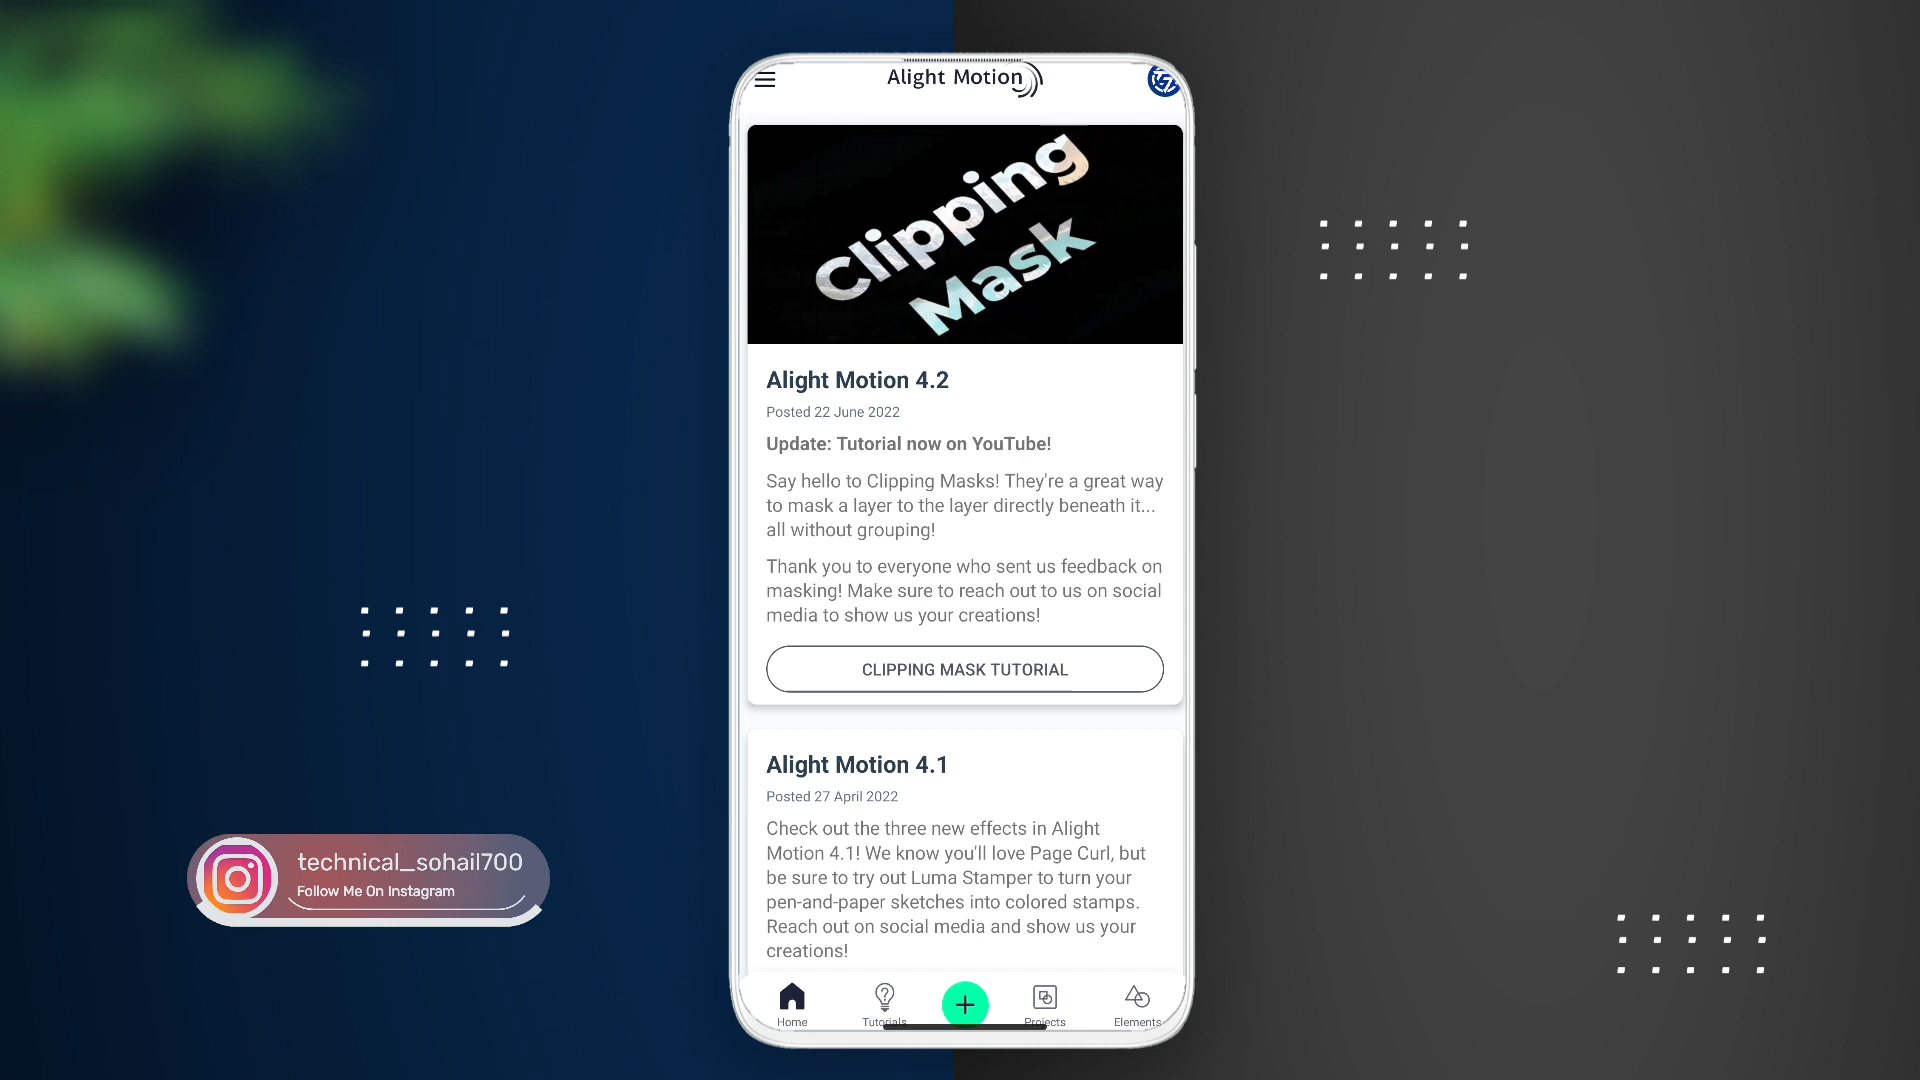 Alight Motion
Clipping
Mask
Alight Motion 4.2
Posted 22 June 2022
Update: Tutorial now on YouTube!
Say hello to Clipping Masks! They're a great way
to mask a layer to the layer directly beneath it...
all without grouping!
Thank you to everyone who sent us feedback on
masking! Make sure to reach out to us on social
media to show us your creations!
CLIPPING MASK TUTORIAL
Alight Motion 4.1
Posted 27 April 2022
Check out the three new effects in Alight
Motion 4.1! We know you'll love Page Curl, but
be sure to try out Luma Stamper to turn your
pen-and-paper sketches into colored stamps.
Reach out on social media and show us your
creations!
Home
Tutorials
Projects
Elements
technical_sohail700
Follow Me On Instagram